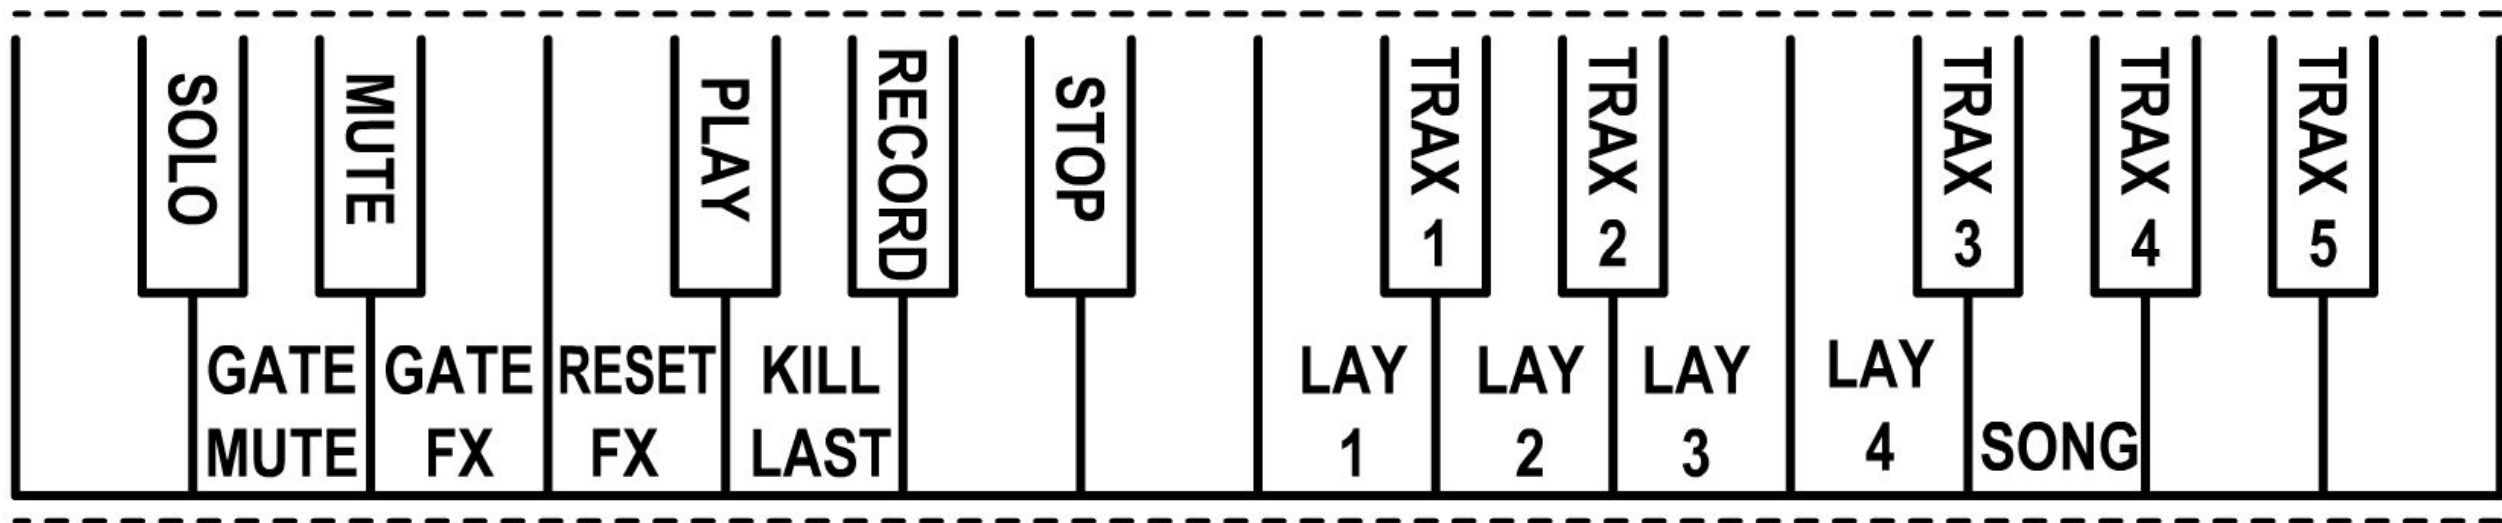 SOLO
MUTE
PLAY
RECORD
STOP
TRAX
1
TRAX
2
TRAX
3
TRAX
4
TRAX
5
GATE
MUTE
GATE
FX
RESET
FX
KILL
LAST
LAY
1
LAY
2
LAY
3
LAY
4
SONG